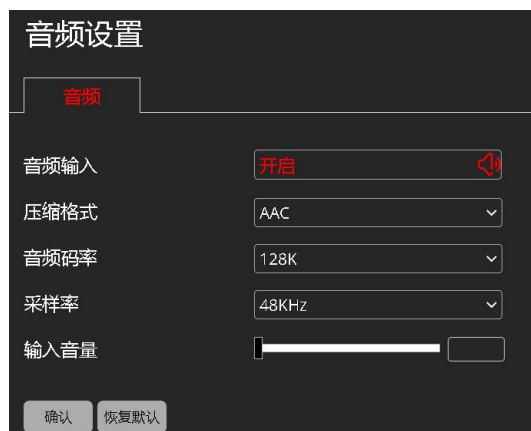 音频设置
音频
音频输入 开启
压缩格式 AAC
音频码率 128K
采样率 48KHz
输入音量
确认 恢复默认